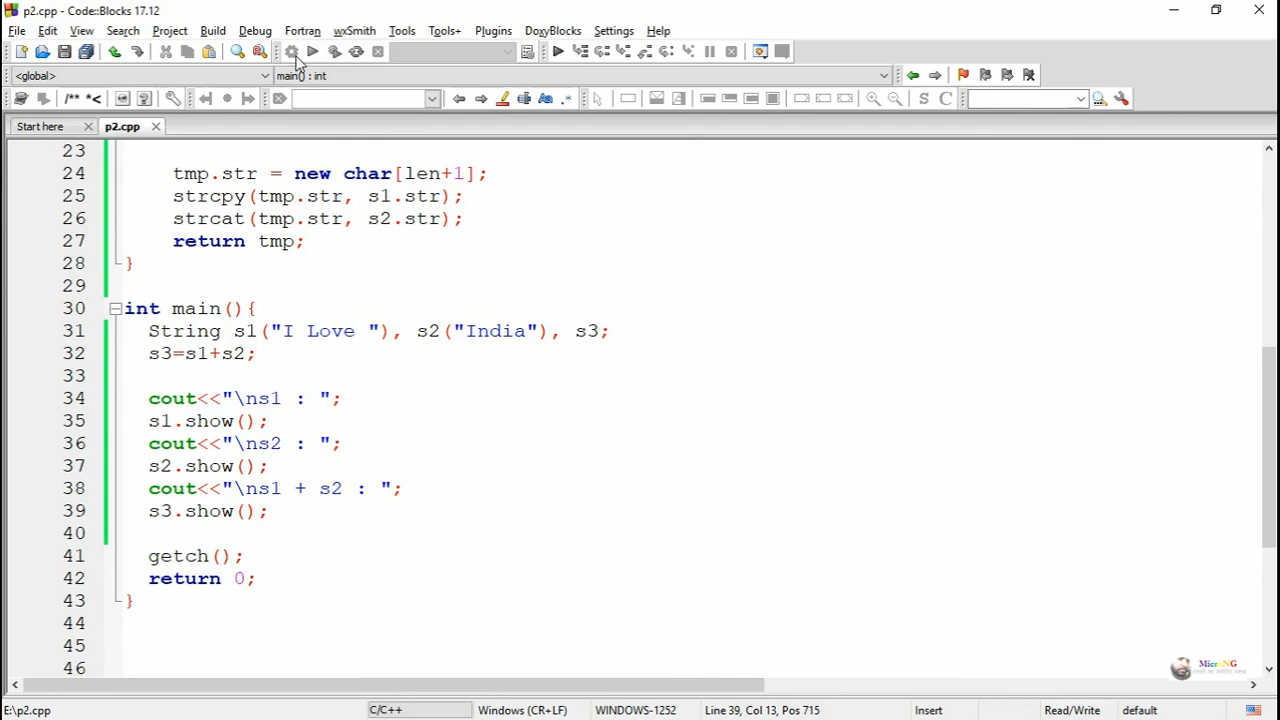 p2.cpp - Code::Blocks 17.12
File Edit View Search Project Build Debug Fortran wxSmith Tools Tools+ Plugins DoxyBlocks Settings Help
<global> main() : int
/** *<
S C
Start here p2.cpp
23
24 tmp.str = new char[len+1];
25 strcpy(tmp.str, s1.str);
26 strcat(tmp.str, s2.str);
27 return tmp;
28 }
29
30 int main(){
31 String s1("I Love "), s2("India"), s3;
32 s3=s1+s2;
33
34 cout<<"\ns1 : ";
35 s1.show();
36 cout<<"\ns2 : ";
37 s2.show();
38 cout<<"\ns1 + s2 : ";
39 s3.show();
40
41 getch();
42 return 0;
43 }
44
45
46
MicroNG
E:\p2.cpp C/C++ Windows (CR+LF) WINDOWS-1252 Line 39, Col 13, Pos 715 Insert Read/Write default